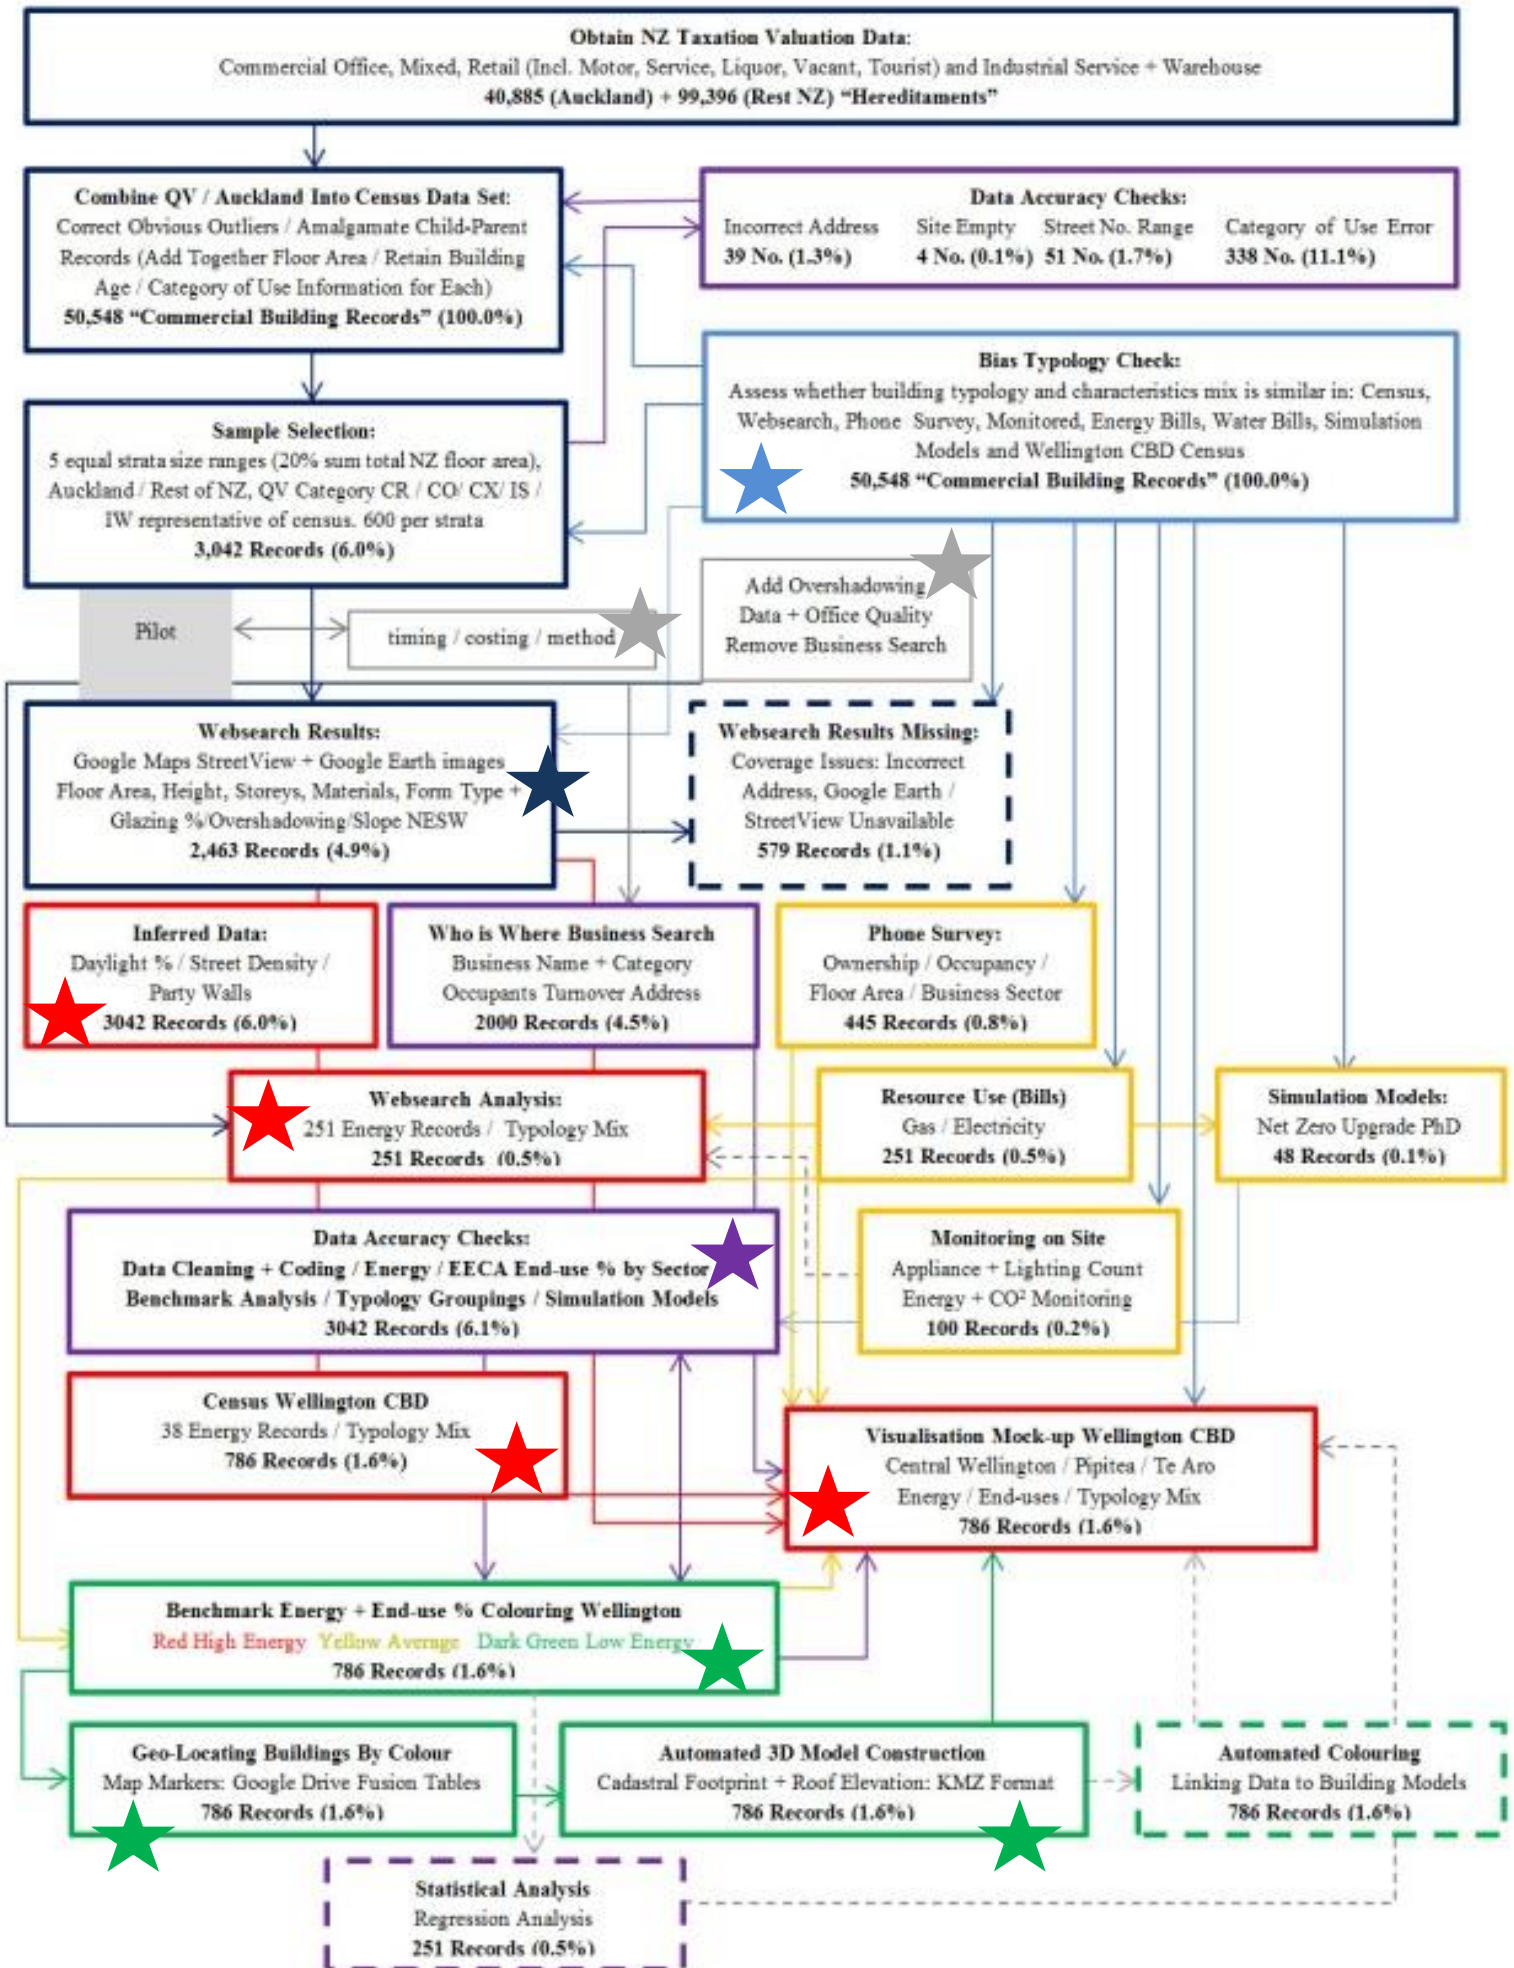 Obtain NZ Taxation Valuation Data:
Commercial Office, Mixed, Retail (Incl. Motor, Service, Liquor, Vacant, Tourist) and Industrial Service + Warehouse
40,885 (Auckland) + 99,396 (Rest NZ) “Hereditaments”
Combine QV / Auckland Into Census Data Set:
Correct Obvious Outliers / Amalgamate Child-Parent
Records (Add Together Floor Area / Retain Building
Age / Category of Use Information for Each)
50,548 “Commercial Building Records” (100.0%)
Data Accuracy Checks:
Incorrect Address Site Empty Street No. Range Category of Use Error
39 No. (1.3%) 4 No. (0.1%) 51 No. (1.7%) 338 No. (11.1%)
Bias Typology Check:
Assess whether building typology and characteristics mix is similar in: Census,
Websearch, Phone Survey, Monitored, Energy Bills, Water Bills, Simulation
Models and Wellington CBD Census
50,548 “Commercial Building Records” (100.0%)
Sample Selection:
5 equal strata size ranges (20% sum total NZ floor area),
Auckland / Rest of NZ, QV Category CR / CO/ CX/ IS /
IW representative of census. 600 per strata
3,042 Records (6.0%)
Pilot
timing / costing / method
Add Overshadowing
Data + Office Quality
Remove Business Search
Websearch Results:
Google Maps StreetView + Google Earth images
Floor Area, Height, Storeys, Materials, Form Type +
Glazing %/Overshadowing/Slope NESW
2,463 Records (4.9%)
Websearch Results Missing:
Coverage Issues: Incorrect
Address, Google Earth /
StreetView Unavailable
579 Records (1.1%)
Inferred Data:
Daylight % / Street Density /
Party Walls
3042 Records (6.0%)
Who is Where Business Search
Business Name + Category
Occupants Turnover Address
2000 Records (4.5%)
Phone Survey:
Ownership / Occupancy /
Floor Area / Business Sector
445 Records (0.8%)
Websearch Analysis:
251 Energy Records / Typology Mix
251 Records (0.5%)
Resource Use (Bills)
Gas / Electricity
251 Records (0.5%)
Simulation Models:
Net Zero Upgrade PhD
48 Records (0.1%)
Data Accuracy Checks:
Data Cleaning + Coding / Energy / EECA End-use % by Sector
Benchmark Analysis / Typology Groupings / Simulation Models
3042 Records (6.1%)
Monitoring on Site
Appliance + Lighting Count
Energy + CO² Monitoring
100 Records (0.2%)
Census Wellington CBD
38 Energy Records / Typology Mix
786 Records (1.6%)
Visualisation Mock-up Wellington CBD
Central Wellington / Pipitea / Te Aro
Energy / End-uses / Typology Mix
786 Records (1.6%)
Benchmark Energy + End-use % Colouring Wellington
Red High Energy Yellow Average Dark Green Low Energy
786 Records (1.6%)
Geo-Locating Buildings By Colour
Map Markers: Google Drive Fusion Tables
786 Records (1.6%)
Automated 3D Model Construction
Cadastral Footprint + Roof Elevation: KMZ Format
786 Records (1.6%)
Automated Colouring
Linking Data to Building Models
786 Records (1.6%)
Statistical Analysis
Regression Analysis
251 Records (0.5%)